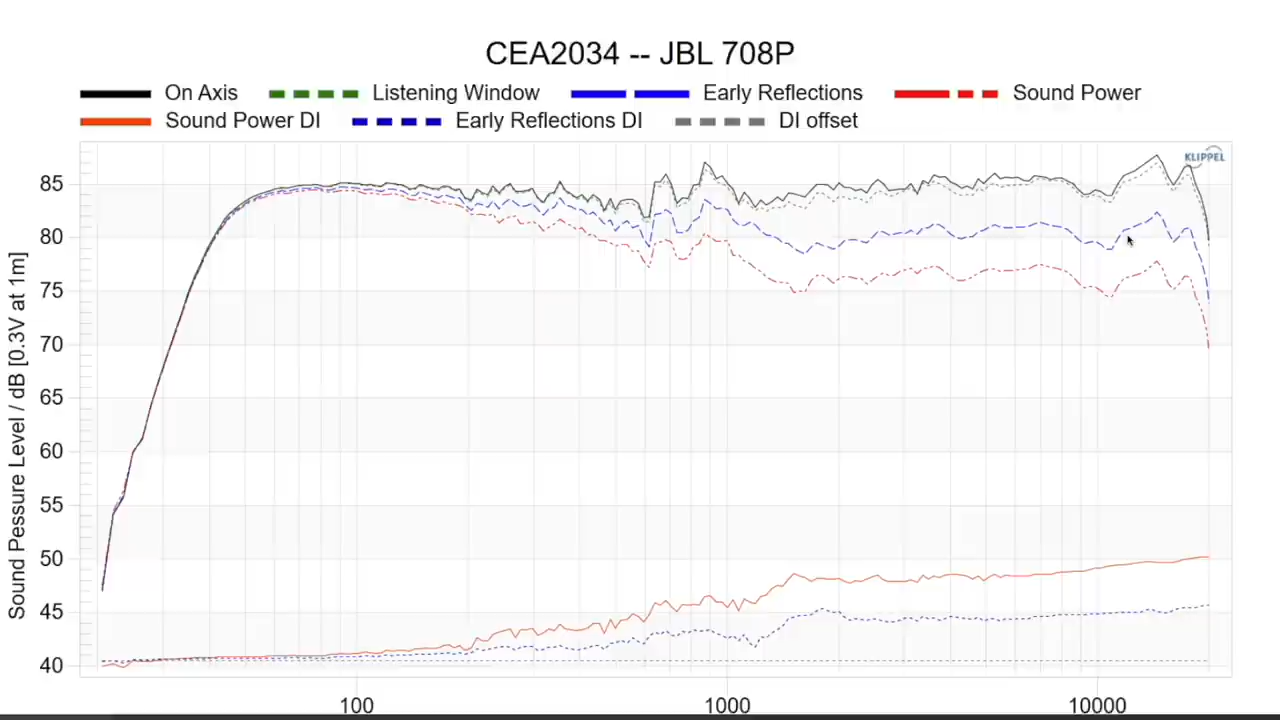 CEA2034 -- JBL 708P
On Axis Listening Window Early Reflections Sound Power
Sound Power DI Early Reflections DI DI offset
KLIPPEL
Sound Pessure Level / dB [0.3V at 1m]
85
80
75
70
65
60
55
50
45
40
100 1000 10000